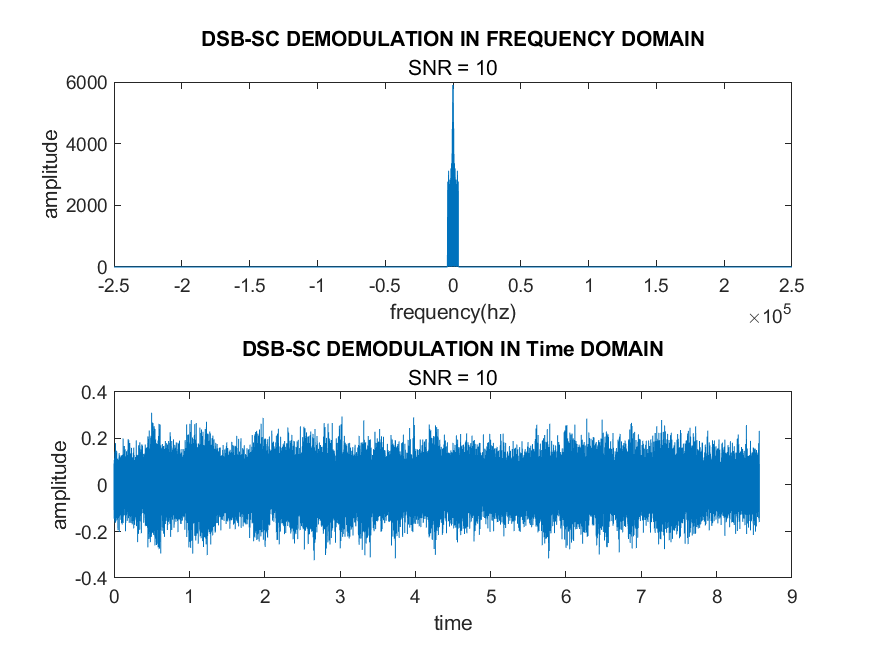 DSB-SC DEMODULATION IN FREQUENCY DOMAIN
SNR = 10
6000
4000
2000
0
amplitude
-2.5 -2 -1.5 -1 -0.5 0 0.5 1 1.5 2 2.5
frequency(hz)
×10⁵
DSB-SC DEMODULATION IN Time DOMAIN
SNR = 10
0.4
0.2
0
-0.2
-0.4
amplitude
0 1 2 3 4 5 6 7 8 9
time